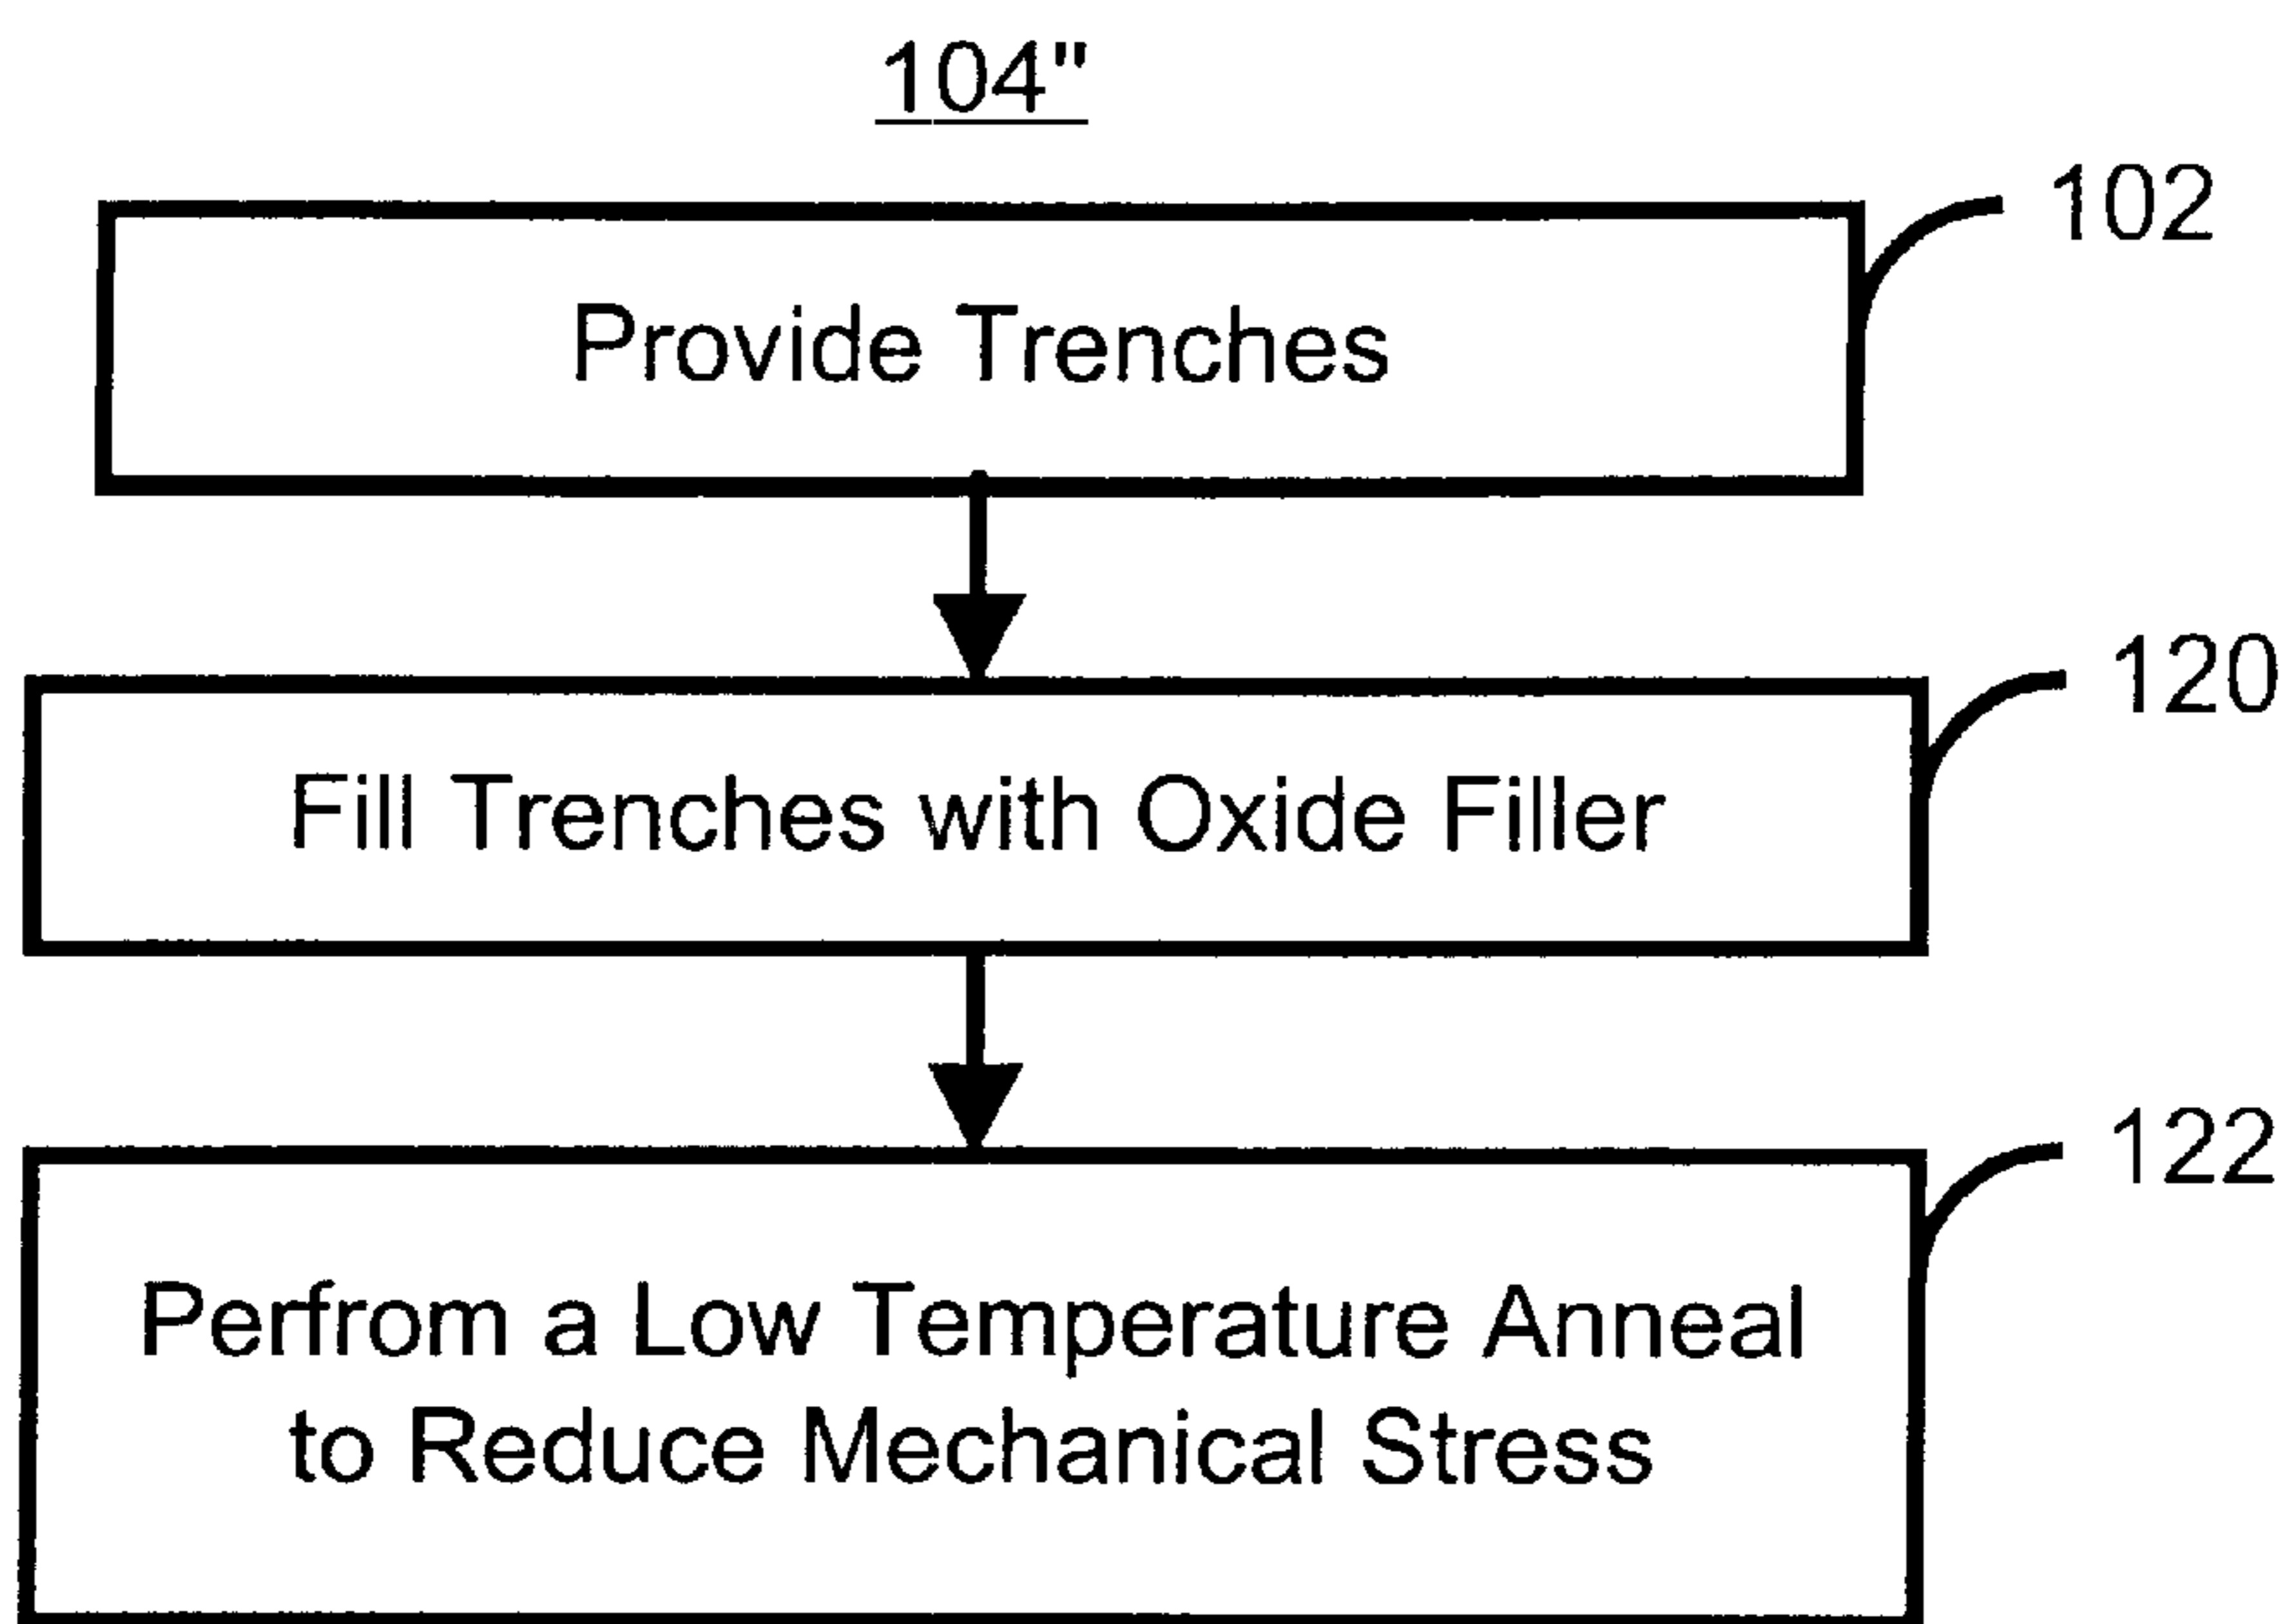 104"
102
Provide Trenches
120
Fill Trenches with Oxide Filler
122
Perfrom a Low Temperature Anneal
to Reduce Mechanical Stress